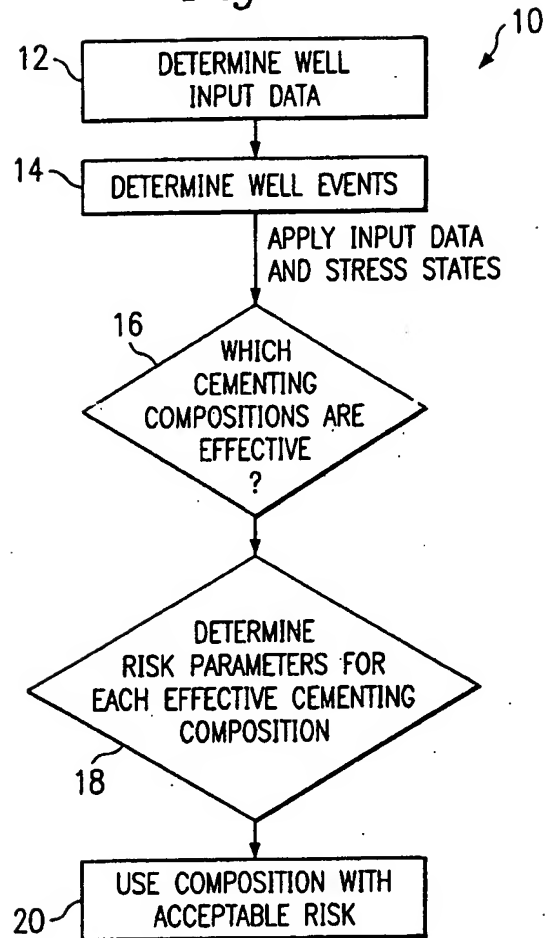 10
12
DETERMINE WELL
INPUT DATA
14
DETERMINE WELL EVENTS
APPLY INPUT DATA
AND STRESS STATES
16
WHICH
CEMENTING
COMPOSITIONS ARE
EFFECTIVE
?
DETERMINE
RISK PARAMETERS FOR
EACH EFFECTIVE CEMENTING
COMPOSITION
18
USE COMPOSITION WITH
ACCEPTABLE RISK
20